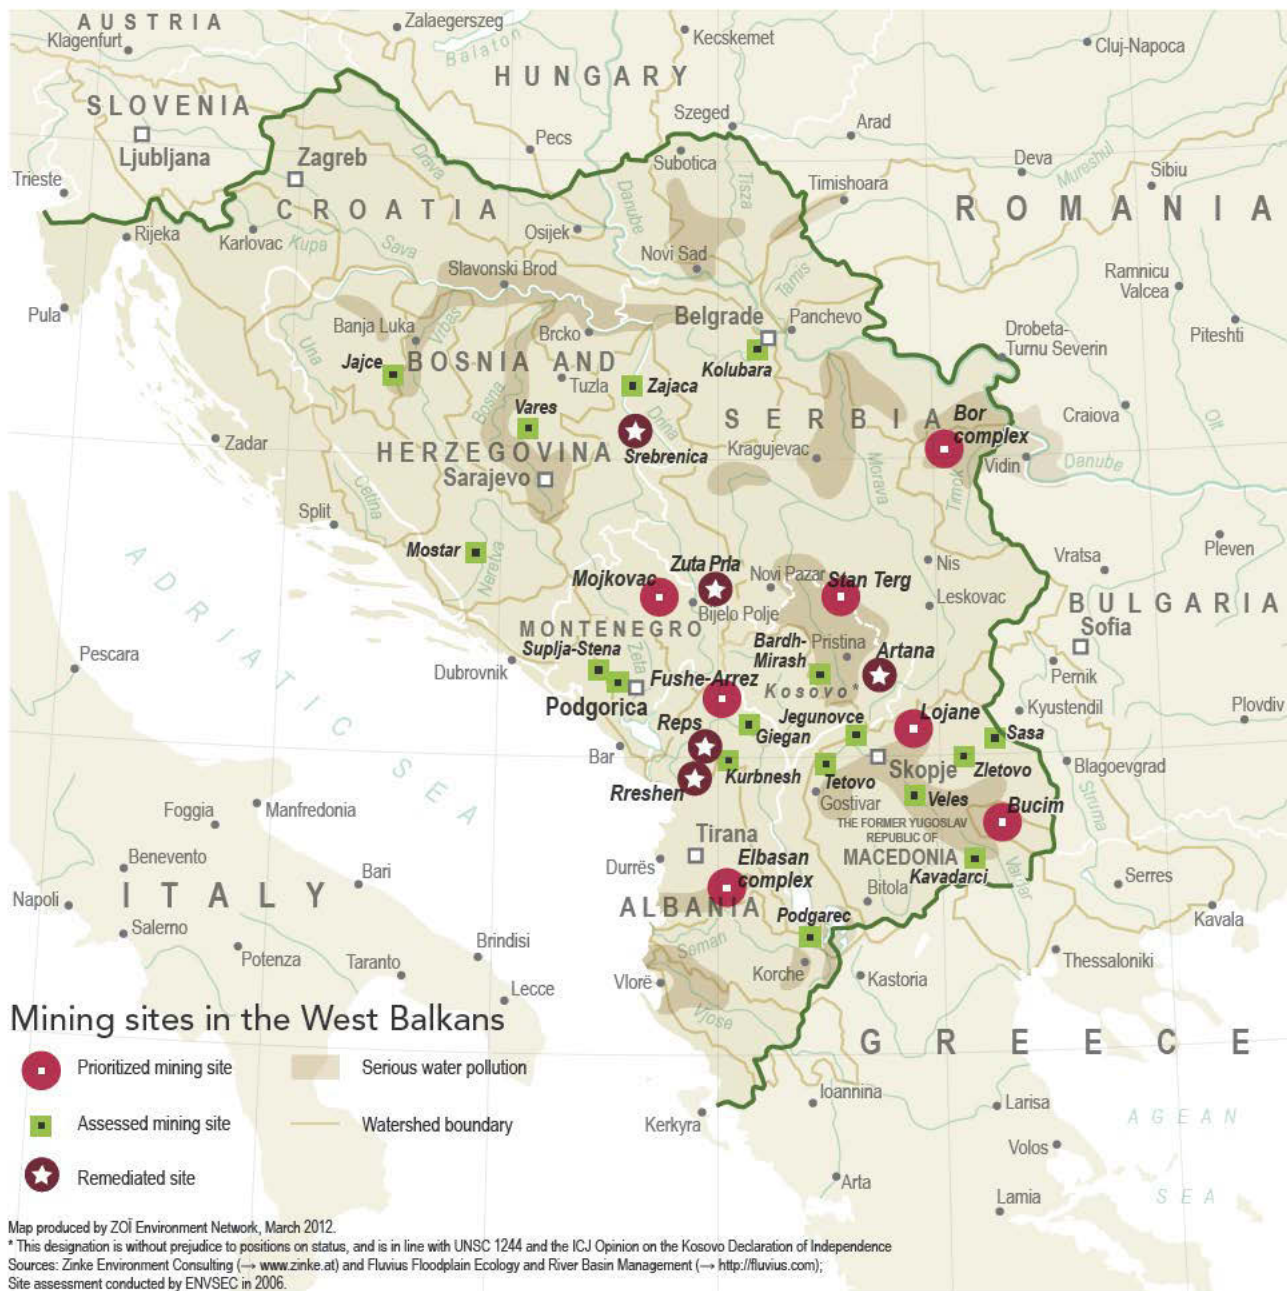 AUSTRIA
Klagenfurt
Zalaegerszeg
Balaton
Kecskemet
Cluj-Napoca
HUNGARY
SLOVENIA
Ljubljana
Zagreb
Drava
Pecs
Szeged
Arad
Subotica
Deva
Mureshul
Sibiu
Trieste
Tisza
Timishoara
Danube
CROATIA
ROMANIA
Rijeka
Karlovac
Kupa
Sava
Osijek
Novi Sad
Slavonski Brod
Tamis
Ramnicu
Valcea
Pula
Banja Luka
Vrbas
Brcko
Belgrade
Panchevo
Drobeta-
Turnu Severin
Piteshti
Una
Jajce
BOSNIA AND
Tuzla
Zajaca
Kolubara
Vares
Bosna
Drina
SERBIA
Bor
complex
Craiova
Olt
Zadar
HERZEGOVINA
Srebrenica
Kragujevac
Morava
Timok
Vidin
Danube
Sarajevo
Cettna
Split
Mostar
Neretva
Vratsa
Pleven
ADRIATIC SEA
Mojkovac
Zuta Prla
Novi Pazar
Stan Terg
Nis
Leskovac
Bijelo Polje
BULGARIA
Sofia
MONTENEGRO
Suplja-Stena
Zeta
Bardh-
Mirash
Pristina
Artana
Pescara
Dubrovnik
Fushe-Arrez
Kosovo*
Pernik
Podgorica
Reps
Giegan
Jegunovce
Lojane
Kyustendil
Plovdiv
Sasa
Bar
Kurbnesh
Tetovo
Skopje
Zletovo
Blagoevgrad
Rreshen
Gostivar
Veles
Bucim
Struma
Foggia
Manfredonia
Tirana
THE FORMER YUGOSLAV
REPUBLIC OF
MACEDONIA
Benevento
Durrës
Elbasan
complex
Kavadarci
Vardar
Bari
Bitola
Serres
Napoli
ITALY
ALBANIA
Podgarec
Kavala
Salerno
Brindisi
Seman
Potenza
Taranto
Korche
Kastoria
Thessaloniki
Lecce
Vlorë
Vjose
GREECE
Mining sites in the West Balkans
Prioritized mining site
Serious water pollution
Assessed mining site
Watershed boundary
Remediated site
Ioannina
Larisa
Kerkyra
AGEAN
SEA
Volos
Arta
Lamia
Map produced by ZOÏ Environment Network, March 2012.
* This designation is without prejudice to positions on status, and is in line with UNSC 1244 and the ICJ Opinion on the Kosovo Declaration of Independence
Sources: Zinke Environment Consulting (→ www.zinke.at) and Fluvius Floodplain Ecology and River Basin Management (→ http://fluvius.com);
Site assessment conducted by ENVSEC in 2006.